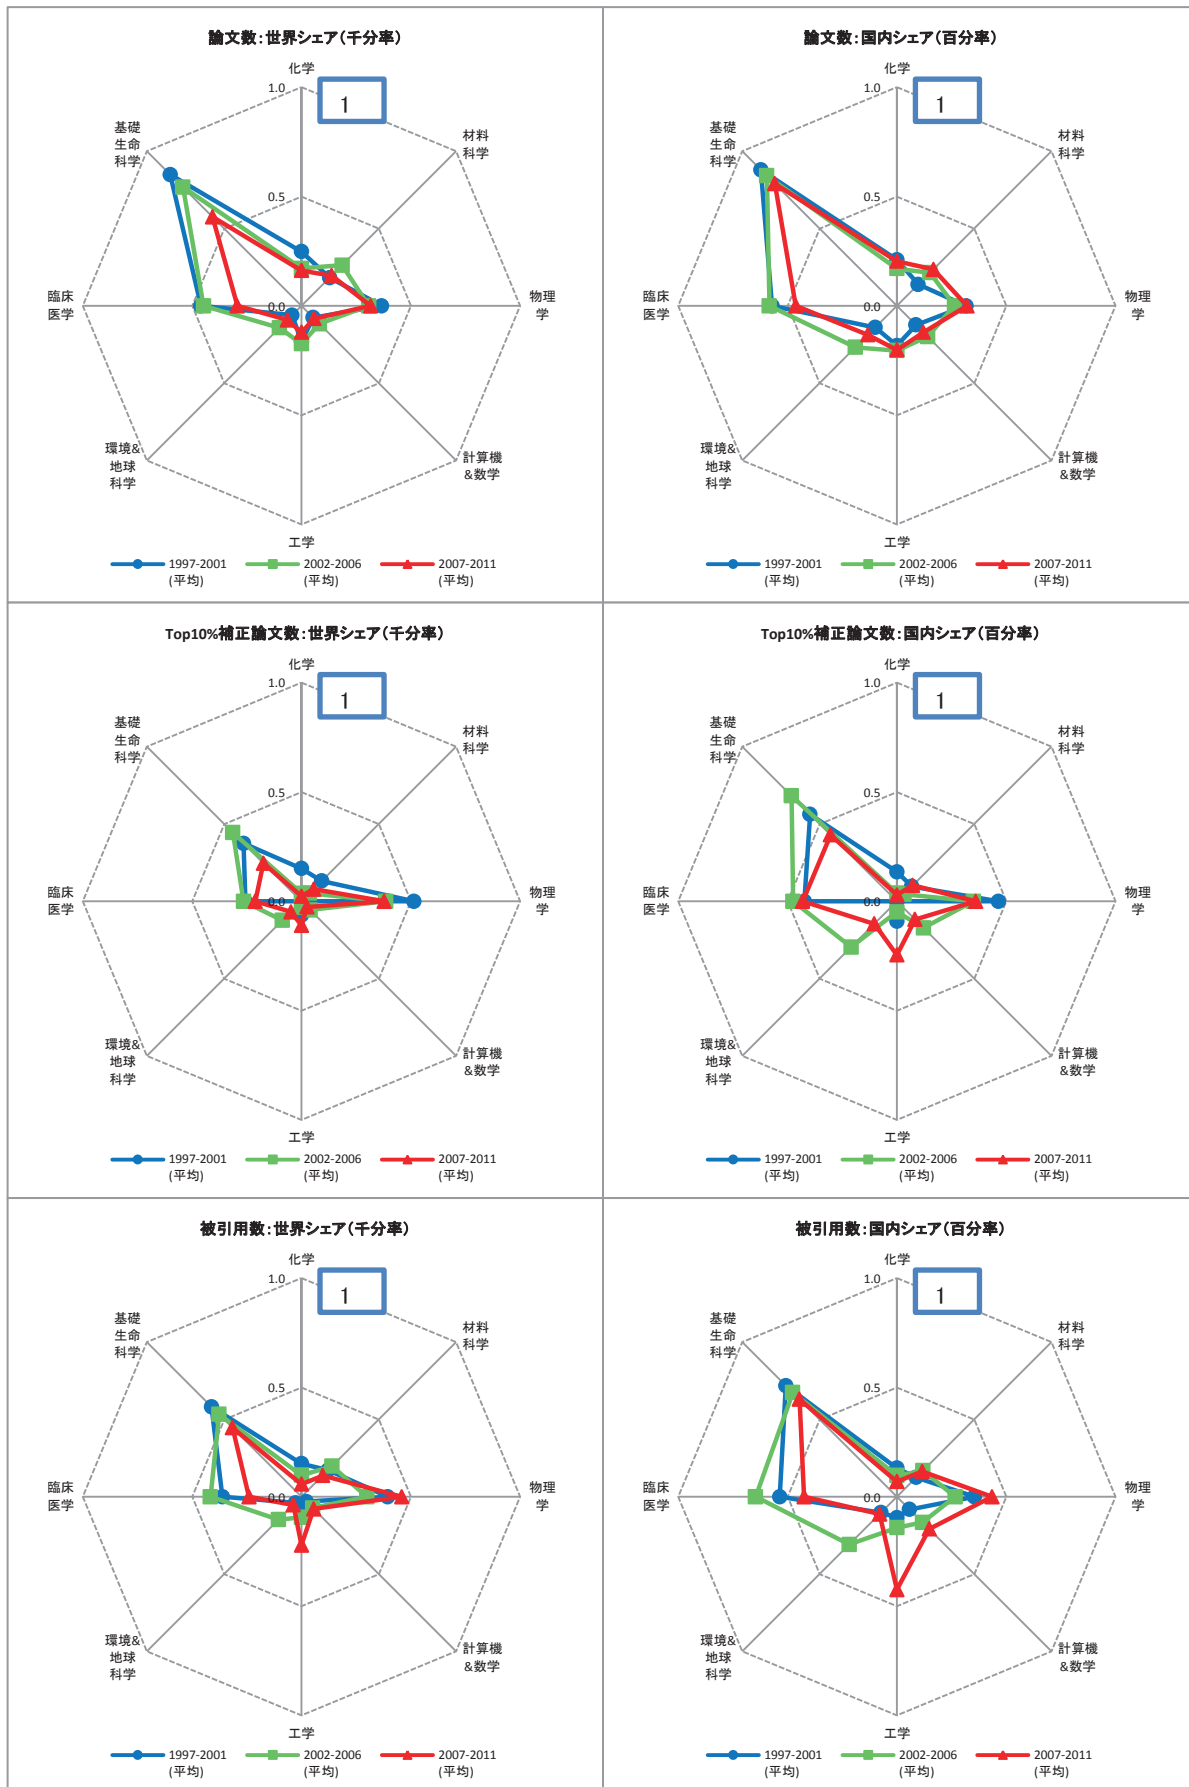 論文数：世界シェア（千分率）
化学
1.0
1
基礎
生命
科学
材料
科学
0.5
臨床
医学
0.0
物理
学
環境&
地球
科学
計算機
&数学
工学
1997-2001
(平均)
2002-2006
(平均)
2007-2011
(平均)
論文数：国内シェア（百分率）
化学
1.0
1
基礎
生命
科学
材料
科学
0.5
臨床
医学
0.0
物理
学
環境&
地球
科学
計算機
&数学
工学
1997-2001
(平均)
2002-2006
(平均)
2007-2011
(平均)
Top10%補正論文数：世界シェア（千分率）
化学
1.0
1
基礎
生命
科学
材料
科学
0.5
臨床
医学
0.0
物理
学
環境&
地球
科学
計算機
&数学
工学
1997-2001
(平均)
2002-2006
(平均)
2007-2011
(平均)
Top10%補正論文数：国内シェア（百分率）
化学
1.0
1
基礎
生命
科学
材料
科学
0.5
臨床
医学
0.0
物理
学
環境&
地球
科学
計算機
&数学
工学
1997-2001
(平均)
2002-2006
(平均)
2007-2011
(平均)
被引用数：世界シェア（千分率）
化学
1.0
1
基礎
生命
科学
材料
科学
0.5
臨床
医学
0.0
物理
学
環境&
地球
科学
計算機
&数学
工学
1997-2001
(平均)
2002-2006
(平均)
2007-2011
(平均)
被引用数：国内シェア（百分率）
化学
1.0
1
基礎
生命
科学
材料
科学
0.5
臨床
医学
0.0
物理
学
環境&
地球
科学
計算機
&数学
工学
1997-2001
(平均)
2002-2006
(平均)
2007-2011
(平均)